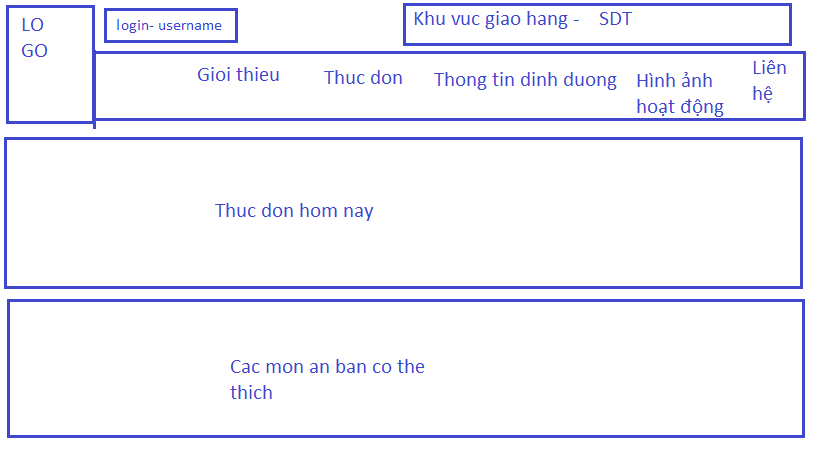 LO
GO
login- username
Khu vuc giao hang -    SDT
Gioi thieu
Thuc don
Thong tin dinh duong
Hình ảnh
hoạt động
Liên
hệ
Thuc don hom nay
Cac mon an ban co the
thich